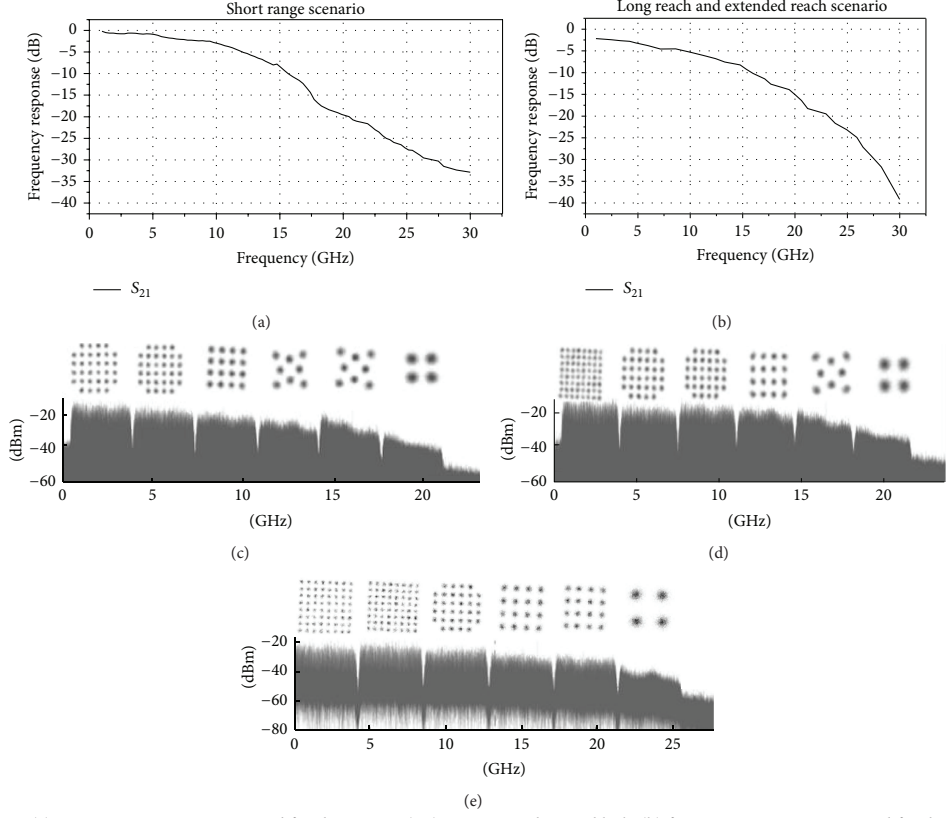 Short range scenario
Frequency response (dB)
0
−5
−10
−15
−20
−25
−30
−35
−40
0 5 10 15 20 25 30
Frequency (GHz)
S21
(a)
Long reach and extended reach scenario
Frequency response (dB)
0
−5
−10
−15
−20
−25
−30
−35
−40
0 5 10 15 20 25 30
Frequency (GHz)
S21
(b)
(dBm)
−20
−40
−60
0 5 10 15 20
(GHz)
(c)
(dBm)
−20
−40
−60
0 5 10 15 20
(GHz)
(d)
(dBm)
−20
−40
−60
−80
0 5 10 15 20 25
(GHz)
(e)